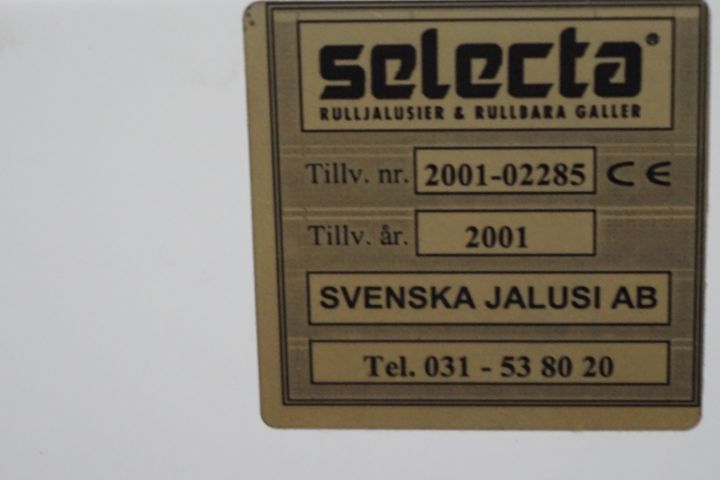 selecta®
RULLJALUSIER & RULLBARA GALLER
Tillv. nr. 2001-02285 CE
Tillv. år. 2001
SVENSKA JALUSI AB
Tel. 031 - 53 80 20